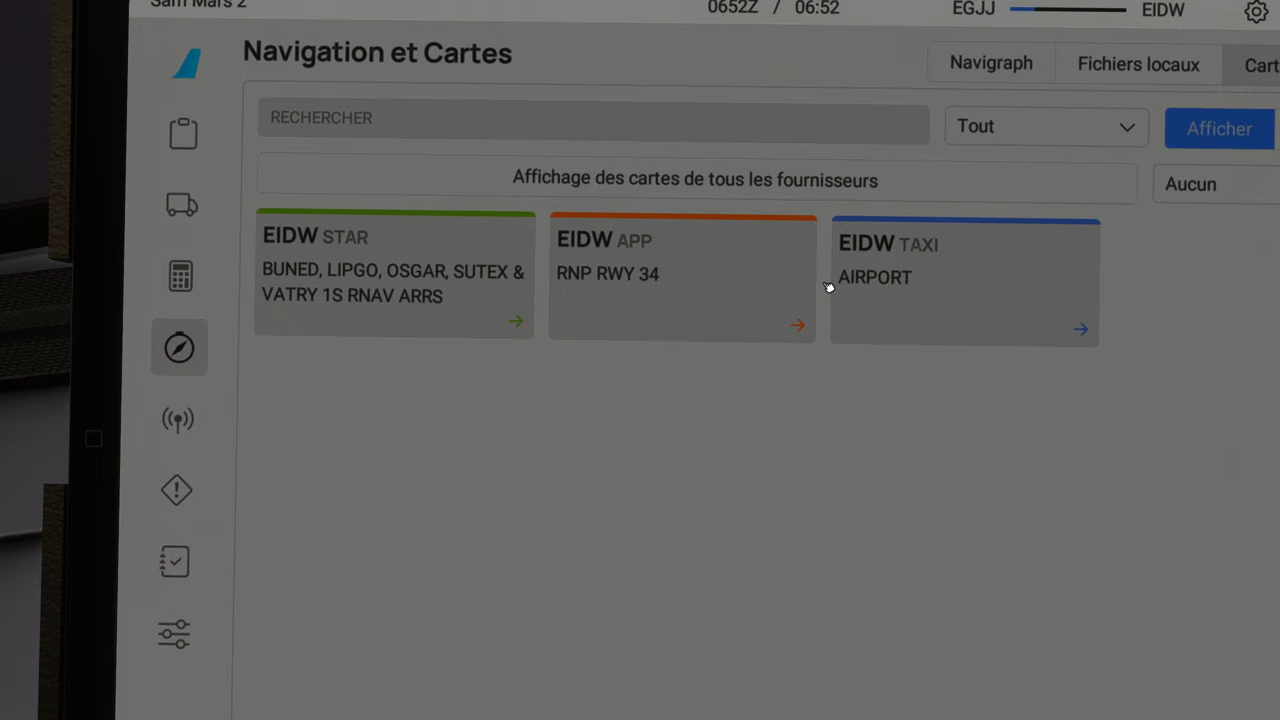 Sam Mars 2
0652Z / 06:52
EGJJ
EIDW
Navigation et Cartes
Navigraph
Fichiers locaux
Cart
RECHERCHER
Tout
Afficher
Affichage des cartes de tous les fournisseurs
Aucun
EIDW STAR
BUNED, LIPGO, OSGAR, SUTEX &
VATRY 1S RNAV ARRS
EIDW APP
RNP RWY 34
EIDW TAXI
AIRPORT